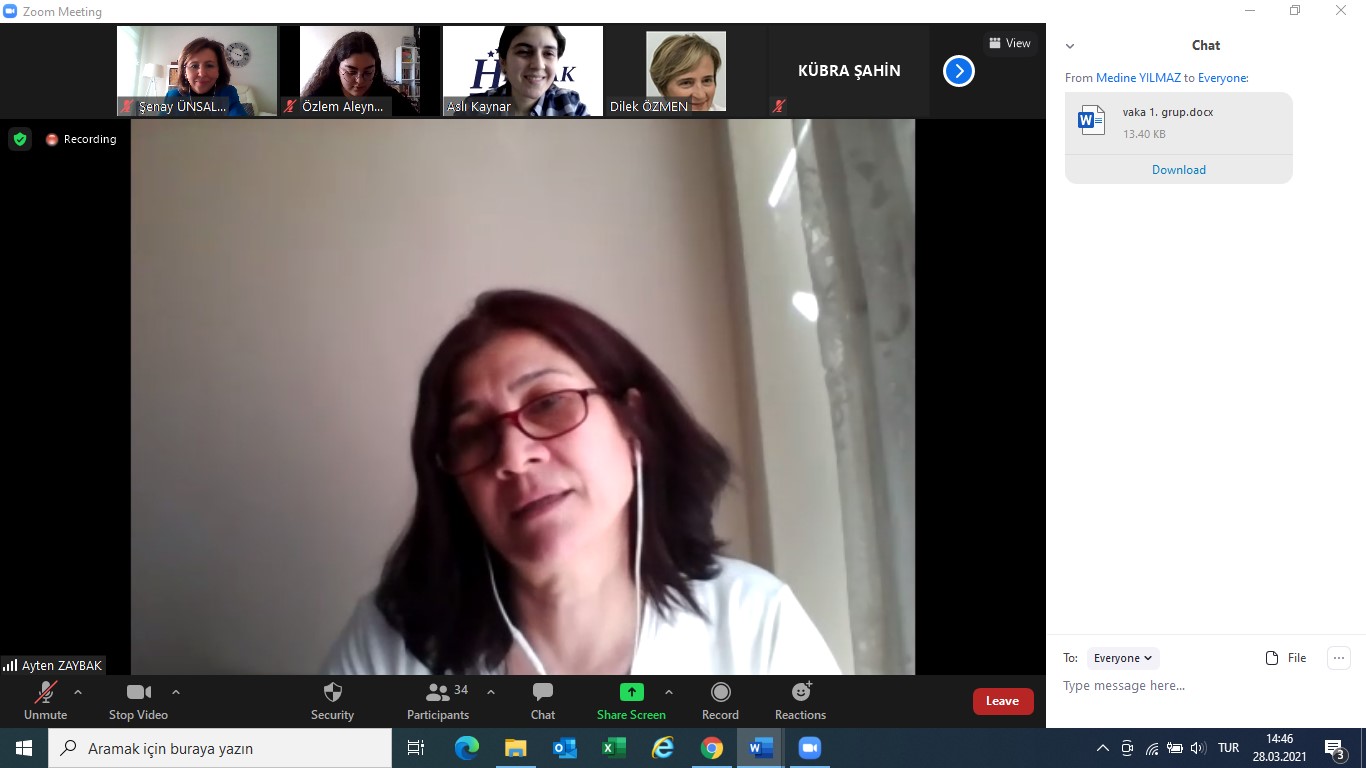 Zoom Meeting
Şenay ÜNSAL...
Özlem Aleyn...
Aslı Kaynar
Dilek ÖZMEN
KÜBRA ŞAHİN
View
Recording
Ayten ZAYBAK
Unmute
Stop Video
Security
34
Participants
Chat
Share Screen
Record
Reactions
Leave
Chat
From Medine YILMAZ to Everyone:
vaka 1. grup.docx
13.40 KB
Download
To: Everyone
File
Type message here...
Aramak için buraya yazın
TUR
14:46
28.03.2021
3